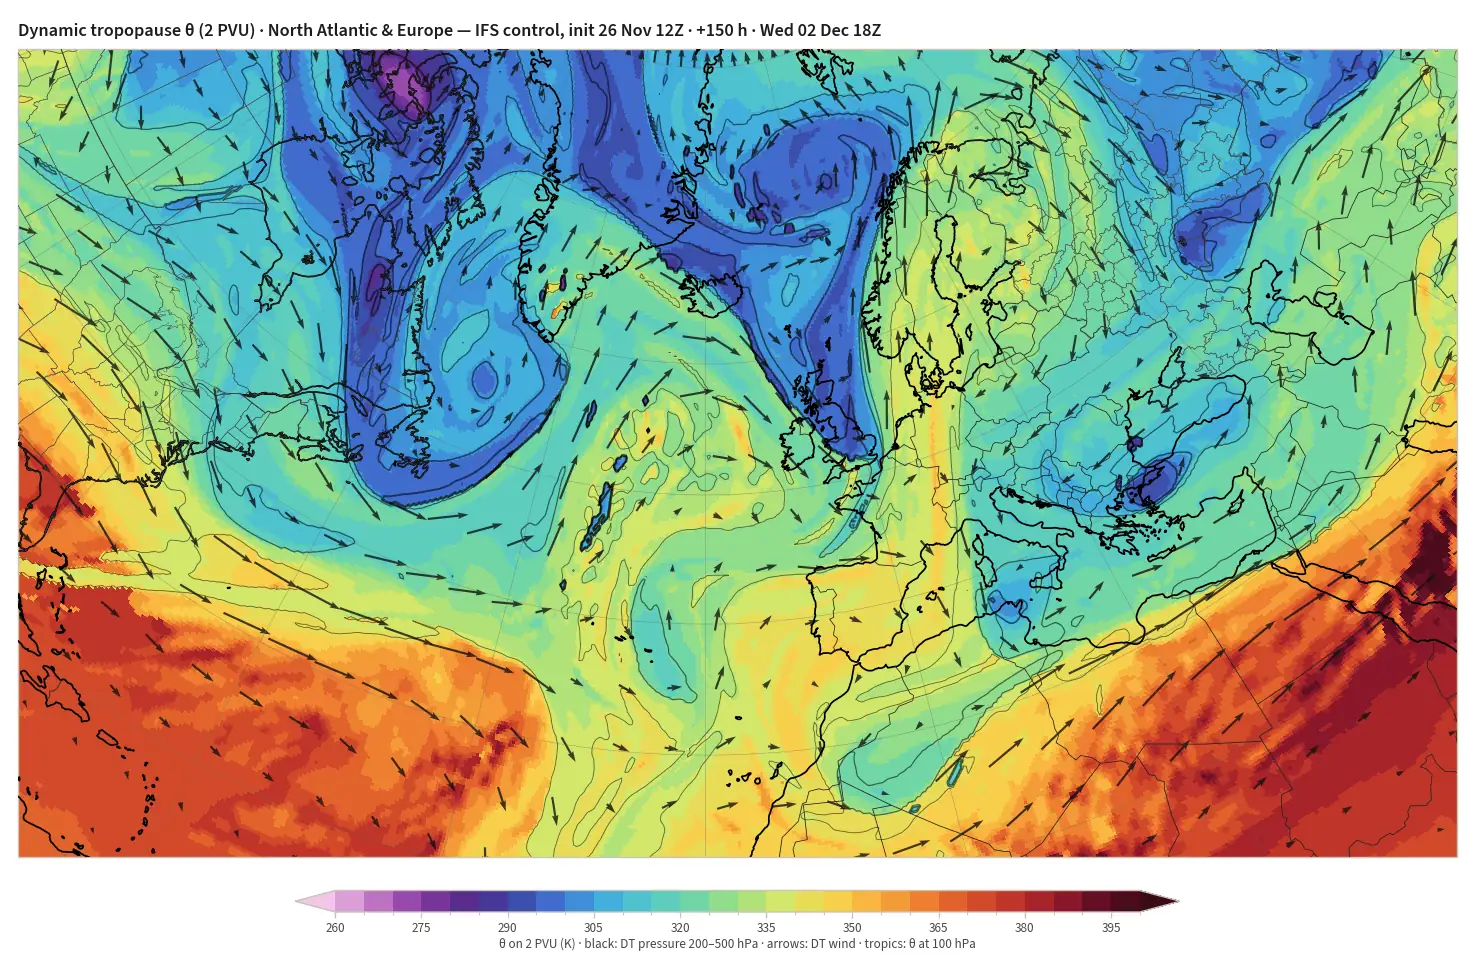 Dynamic tropopause θ (2 PVU) · North Atlantic & Europe — IFS control, init 26 Nov 12Z · +150 h · Wed 02 Dec 18Z
260 275 290 305 320 335 350 365 380 395
θ on 2 PVU (K) · black: DT pressure 200–500 hPa · arrows: DT wind · tropics: θ at 100 hPa